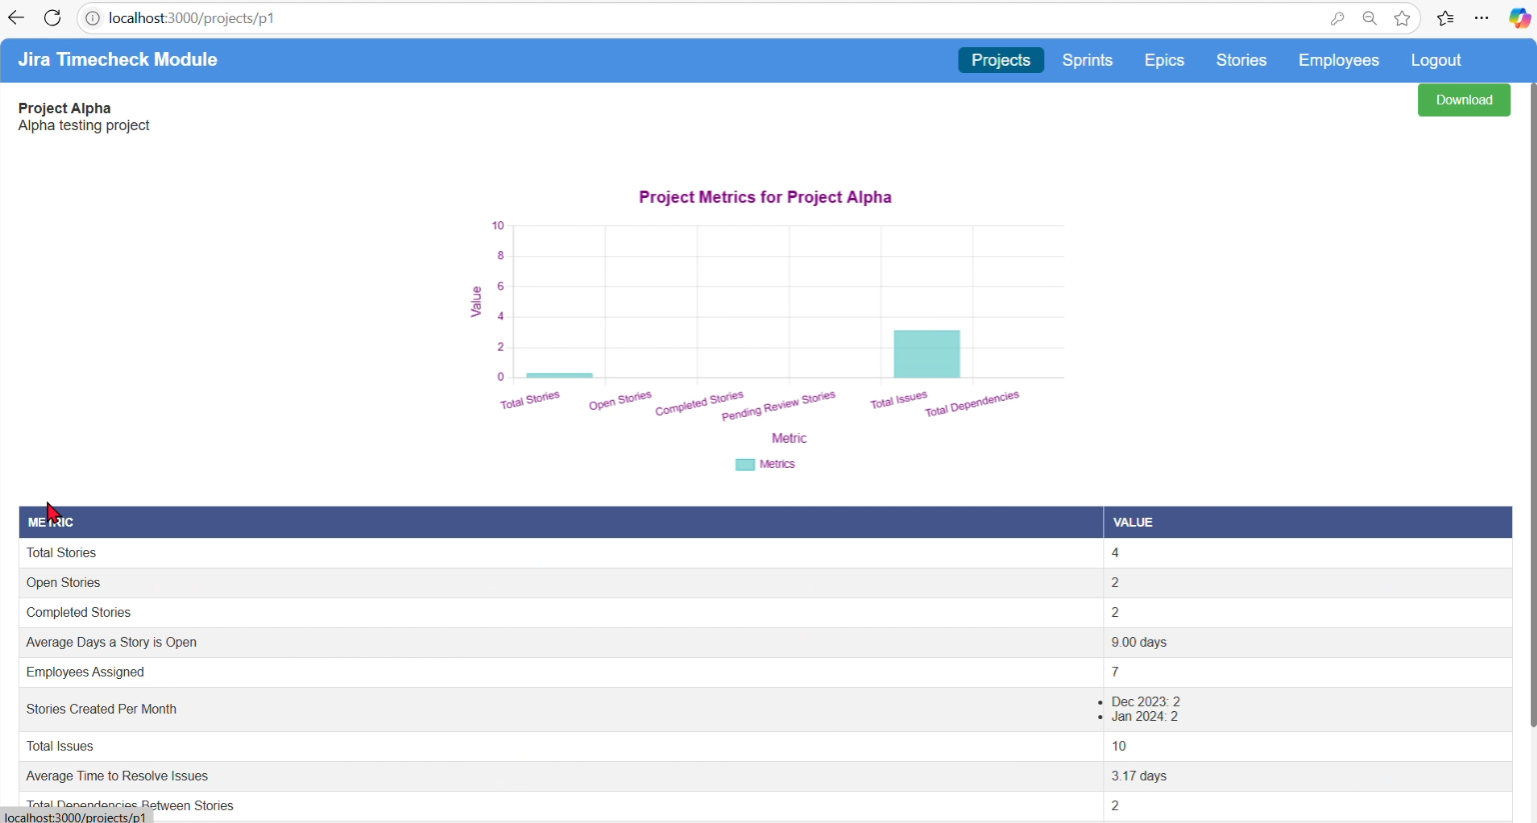 localhost:3000/projects/p1
Jira Timecheck Module
Projects Sprints Epics Stories Employees Logout
Download
Project Alpha
Alpha testing project
Project Metrics for Project Alpha
10
8
6
4
2
0
Value
Total Stories Open Stories Completed Stories Pending Review Stories Total Issues Total Dependencies
Metric
Metrics
METRIC VALUE
Total Stories 4
Open Stories 2
Completed Stories 2
Average Days a Story is Open 9.00 days
Employees Assigned 7
Stories Created Per Month • Dec 2023: 2
• Jan 2024: 2
Total Issues 10
Average Time to Resolve Issues 3.17 days
Total Dependencies Between Stories 2
localhost:3000/projects/p1